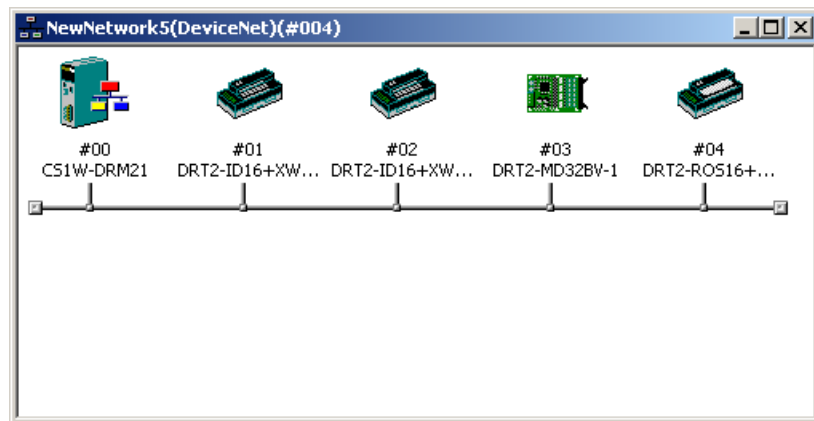 NewNetwork5(DeviceNet)(#004)
#00 #01 #02 #03 #04
CS1W-DRM21 DRT2-ID16+XW... DRT2-ID16+XW... DRT2-MD32BV-1 DRT2-ROS16+...